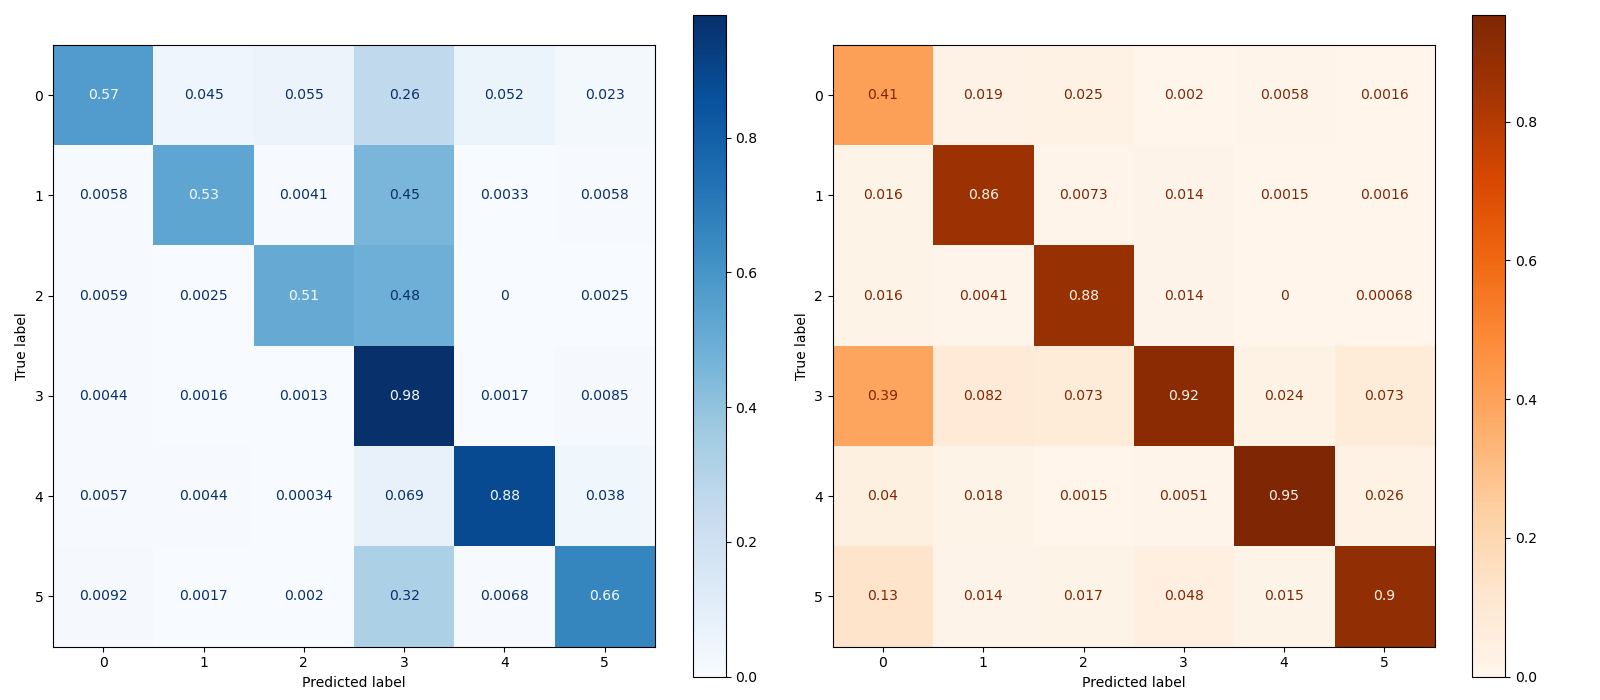 0 0.57 0.045 0.055 0.26 0.052 0.023
1 0.0058 0.53 0.0041 0.45 0.0033 0.0058
2 0.0059 0.0025 0.51 0.48 0 0.0025
3 0.0044 0.0016 0.0013 0.98 0.0017 0.0085
4 0.0057 0.0044 0.00034 0.069 0.88 0.038
5 0.0092 0.0017 0.002 0.32 0.0068 0.66
0 1 2 3 4 5
True label
Predicted label
0.8
0.6
0.4
0.2
0.0
0 0.41 0.019 0.025 0.002 0.0058 0.0016
1 0.016 0.86 0.0073 0.014 0.0015 0.0016
2 0.016 0.0041 0.88 0.014 0 0.00068
3 0.39 0.082 0.073 0.92 0.024 0.073
4 0.04 0.018 0.0015 0.0051 0.95 0.026
5 0.13 0.014 0.017 0.048 0.015 0.9
0 1 2 3 4 5
True label
Predicted label
0.8
0.6
0.4
0.2
0.0